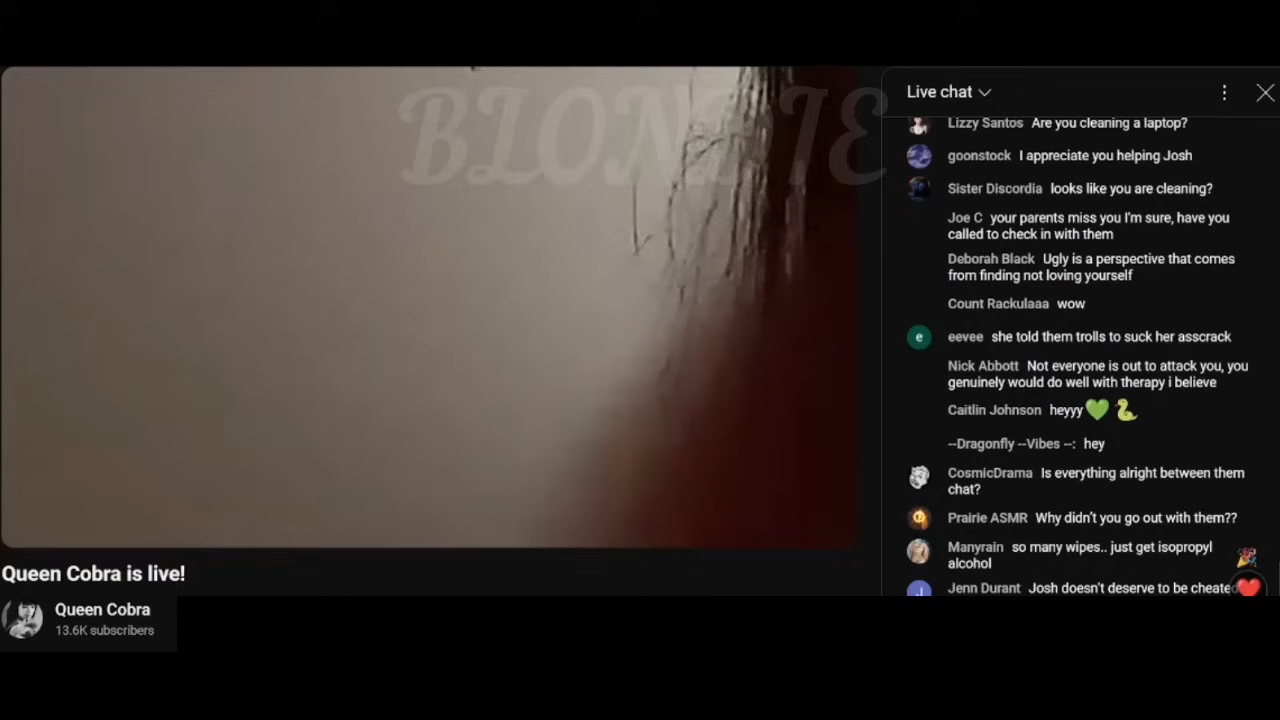 BLONDIE
Live chat
Lizzy Santos Are you cleaning a laptop?
goonstock I appreciate you helping Josh
Sister Discordia looks like you are cleaning?
Joe C your parents miss you I'm sure, have you
called to check in with them
Deborah Black Ugly is a perspective that comes
from finding not loving yourself
Count Rackulaaa wow
e eevee she told them trolls to suck her asscrack
Nick Abbott Not everyone is out to attack you, you
genuinely would do well with therapy i believe
Caitlin Johnson heyyy💚 🐍
--Dragonfly --Vibes --: hey
CosmicDrama Is everything alright between them
chat?
Prairie ASMR Why didn't you go out with them??
Manyrain so many wipes.. just get isopropyl
alcohol
J Jenn Durant Josh doesn't deserve to be cheate
Queen Cobra is live!
Queen Cobra
13.6K subscribers